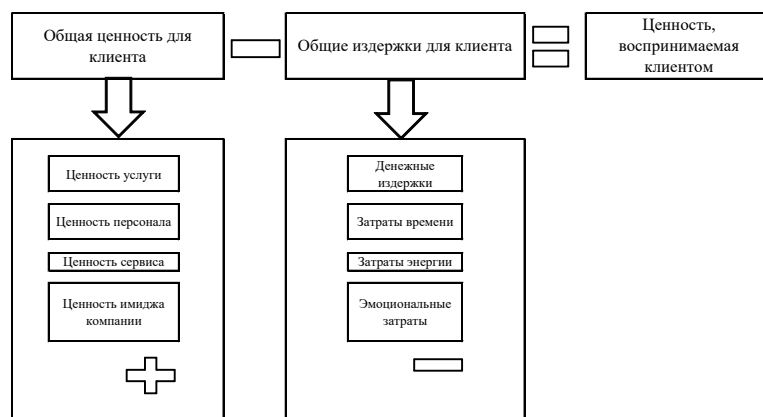 Общая ценность для
клиента
Общие издержки для клиента
Ценность,
воспринимаемая
клиентом
Ценность услуги
Ценность персонала
Ценность сервиса
Ценность имиджа
компании
Денежные
издержки
Затраты времени
Затраты энергии
Эмоциональные
затраты